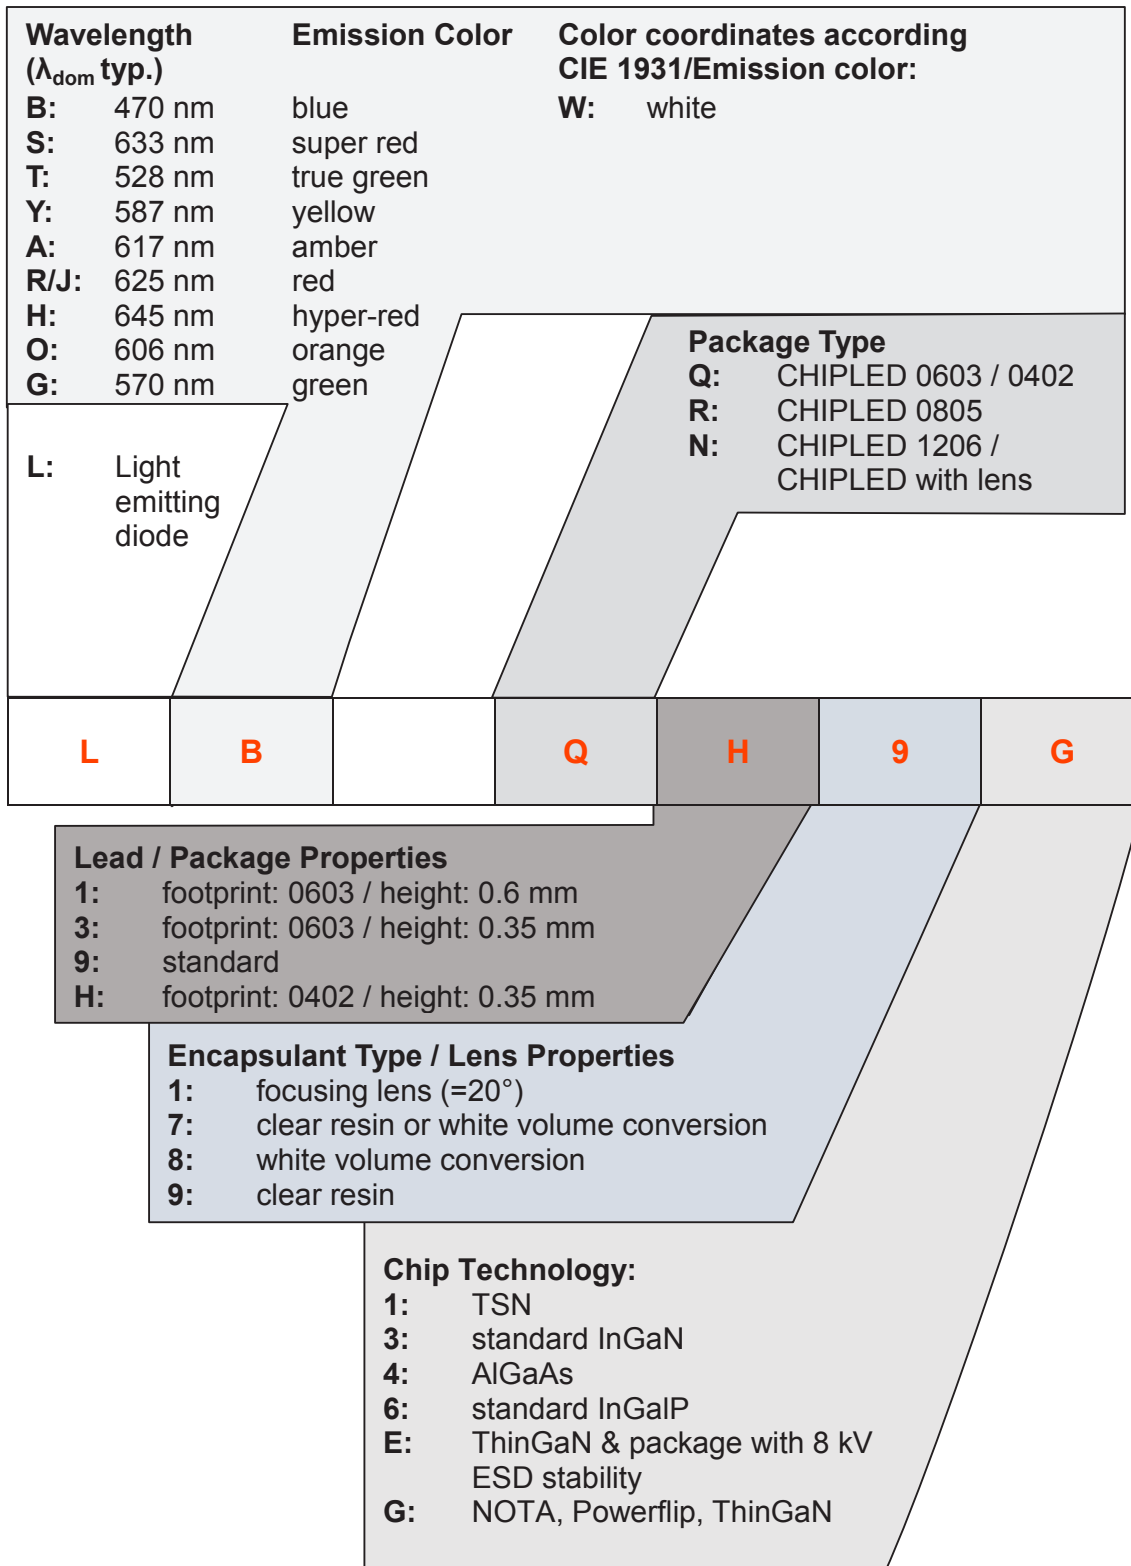 Wavelength Emission Color Color coordinates according
(λdom typ.) CIE 1931/Emission color:
B: 470 nm blue W: white
S: 633 nm super red
T: 528 nm true green
Y: 587 nm yellow
A: 617 nm amber
R/J: 625 nm red
H: 645 nm hyper-red
O: 606 nm orange
G: 570 nm green
Package Type
Q: CHIPLED 0603 / 0402
R: CHIPLED 0805
N: CHIPLED 1206 /
CHIPLED with lens
L: Light
emitting
diode
L B Q H 9 G
Lead / Package Properties
1: footprint: 0603 / height: 0.6 mm
3: footprint: 0603 / height: 0.35 mm
9: standard
H: footprint: 0402 / height: 0.35 mm
Encapsulant Type / Lens Properties
1: focusing lens (=20°)
7: clear resin or white volume conversion
8: white volume conversion
9: clear resin
Chip Technology:
1: TSN
3: standard InGaN
4: AlGaAs
6: standard InGalP
E: ThinGaN & package with 8 kV
ESD stability
G: NOTA, Powerflip, ThinGaN